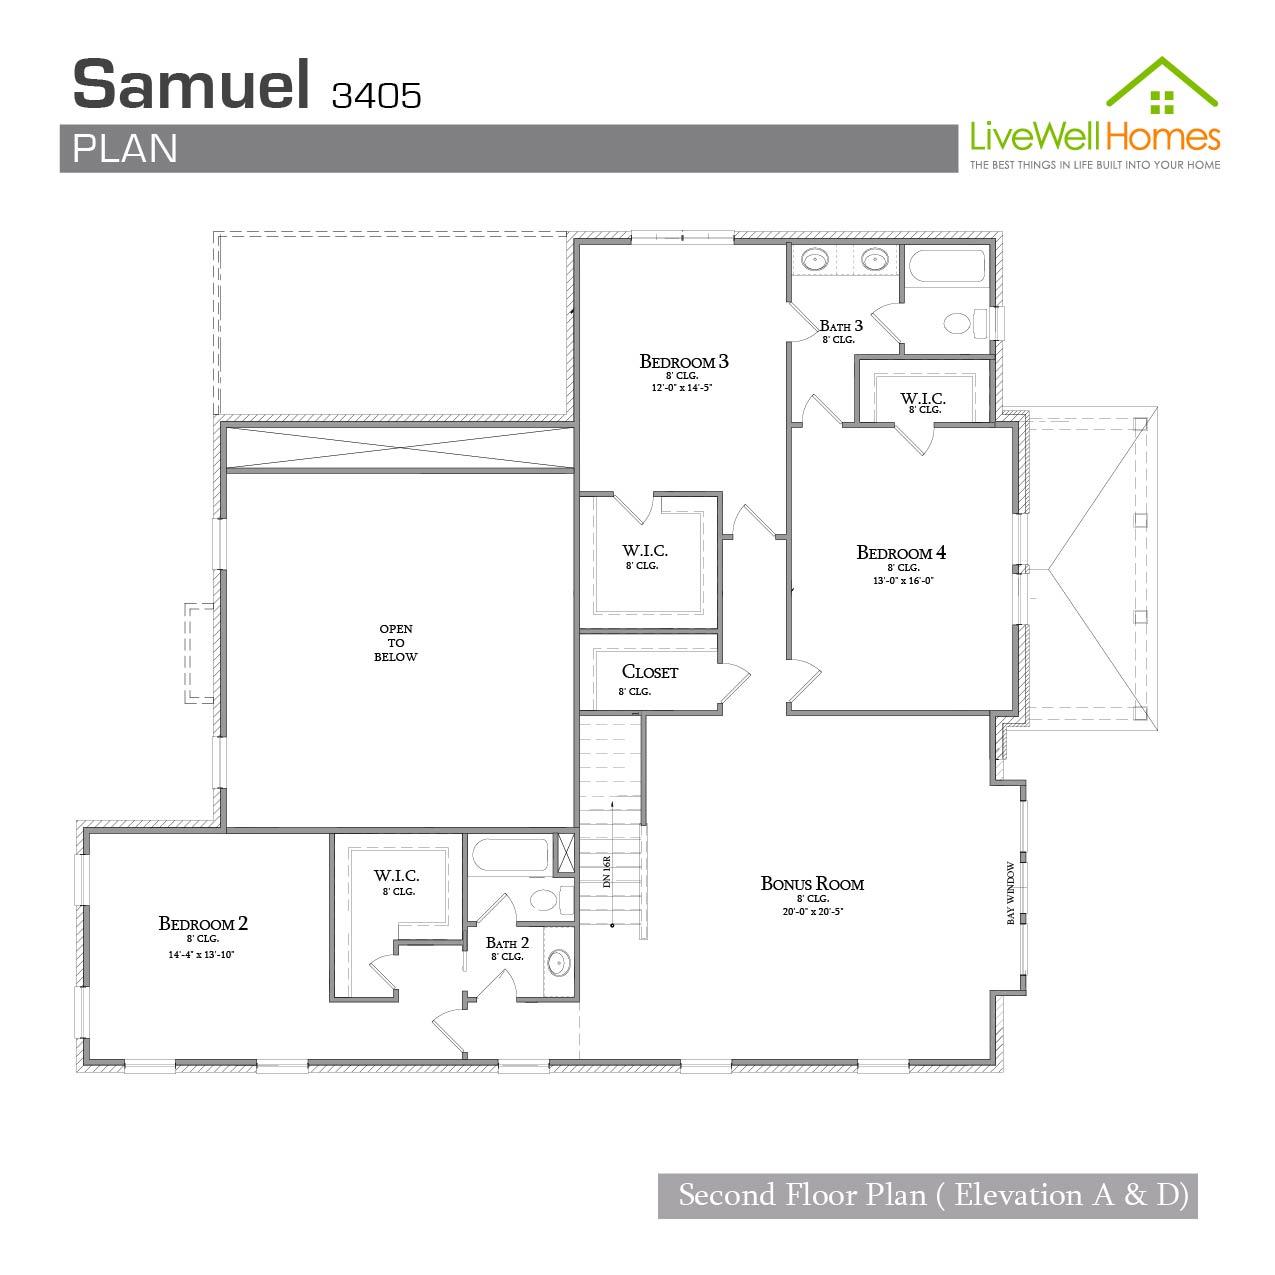 Samuel 3405
PLAN
LiveWell Homes
THE BEST THINGS IN LIFE BUILT INTO YOUR HOME
BATH 3
8' CLG.
BEDROOM 3
8' CLG.
12'-0" X 14'-5"
W.I.C.
8' CLG.
W.I.C.
8' CLG.
BEDROOM 4
8' CLG.
13'-0" X 16'-0"
OPEN
TO
BELOW
CLOSET
8' CLG.
DN 16R
W.I.C.
8' CLG.
BONUS ROOM
8' CLG.
20'-0" X 20'-5"
BAY WINDOW
BEDROOM 2
8' CLG.
14'-4" X 13'-10"
BATH 2
8' CLG.
Second Floor Plan ( Elevation A & D)